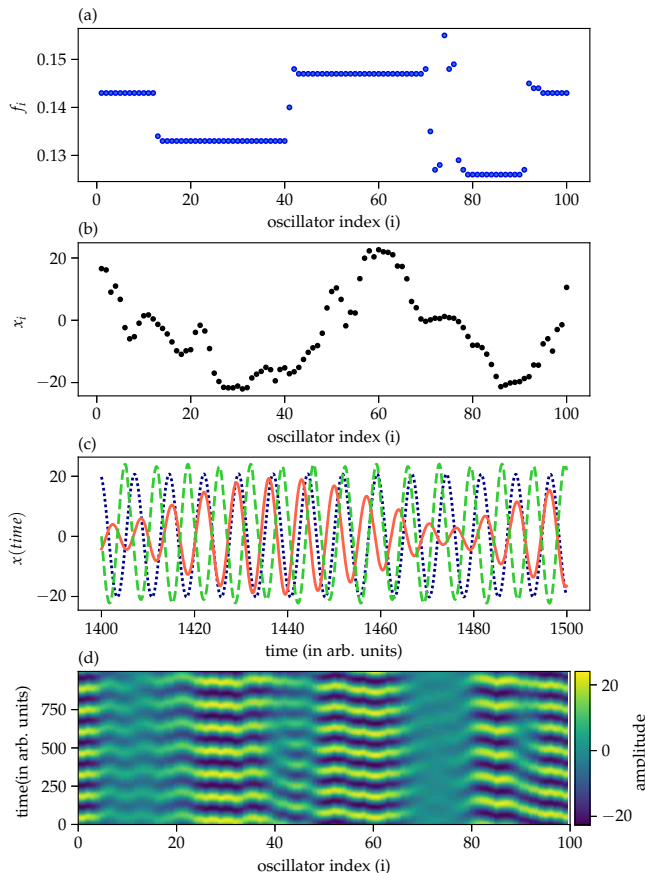 (a)
0.15
0.14
0.13
f_i
0 20 40 60 80 100
oscillator index (i)
(b)
20
0
−20
x_i
0 20 40 60 80 100
oscillator index (i)
(c)
20
0
−20
x(time)
1400 1420 1440 1460 1480 1500
time (in arb. units)
(d)
750
500
250
0
time(in arb. units)
0 20 40 60 80 100
oscillator index (i)
20
0
−20
amplitude